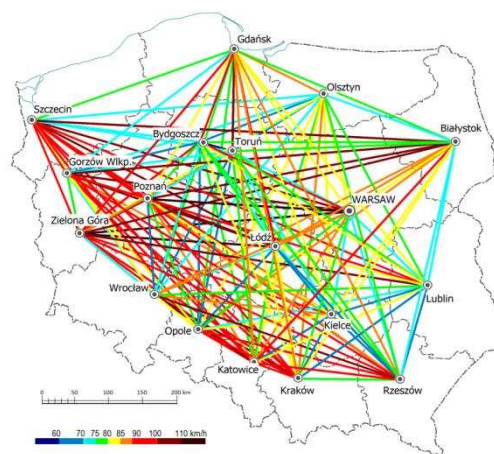 Gdańsk
Olsztyn
Szczecin
Bydgoszcz
Toruń
Białystok
Gorzów Wlkp.
Poznań
WARSAW
Zielona Góra
Łódź
Wrocław
Lublin
Kielce
Opole
Katowice
Kraków
Rzeszów
0 50 100 200 km
60 70 75 80 85 90 100 110 km/h